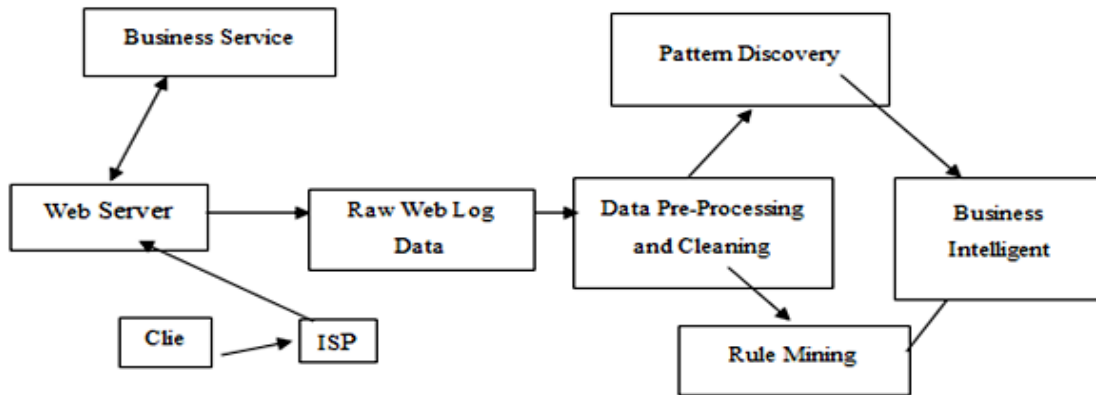 Business Service
Pattern Discovery
Web Server
Raw Web Log
Data
Data Pre-Processing
and Cleaning
Business
Intelligent
Clie
ISP
Rule Mining